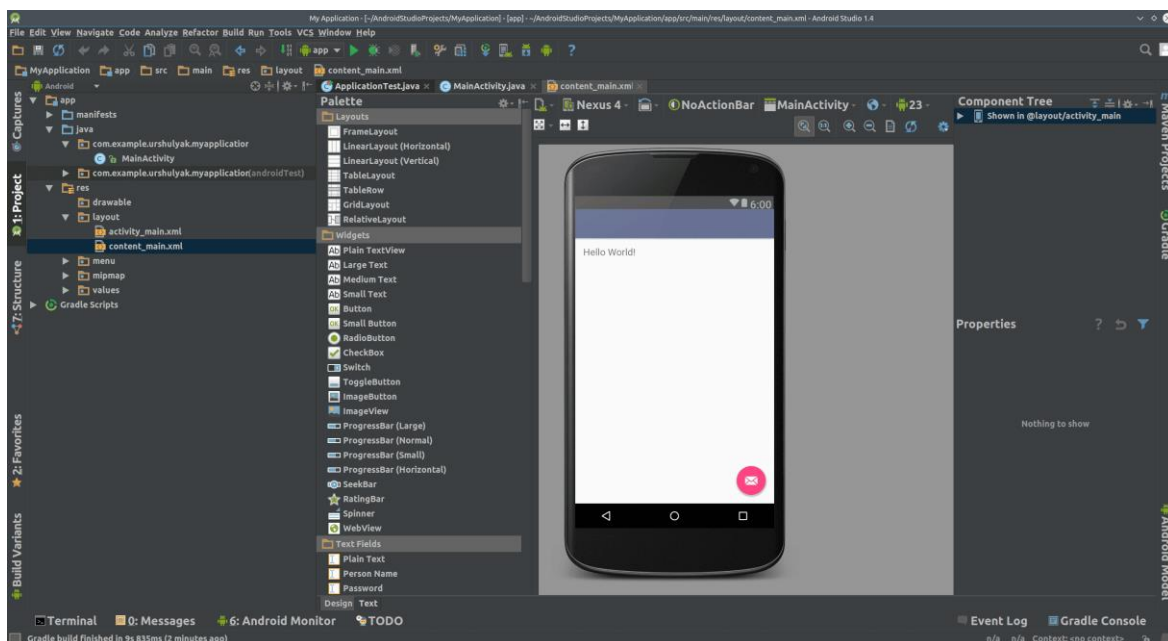 My Application - [~/AndroidStudioProjects/MyApplication] - [app] - ~/AndroidStudioProjects/MyApplication/app/src/main/res/layout/content_main.xml - Android Studio 1.4
File Edit View Navigate Code Analyze Refactor Build Run Tools VCS Window Help
app
MyApplication app src main res layout content_main.xml
Android
ApplicationTest.java MainActivity.java content_main.xml
1: Project
Captures
7: Structure
2: Favorites
Build Variants
app
manifests
java
com.example.urshulyak.myapplication
MainActivity
com.example.urshulyak.myapplication (androidTest)
res
drawable
layout
activity_main.xml
content_main.xml
menu
mipmap
values
Gradle Scripts
Palette
Layouts
FrameLayout
LinearLayout (Horizontal)
LinearLayout (Vertical)
TableLayout
TableRow
GridLayout
RelativeLayout
Widgets
Ab Plain TextView
Ab Large Text
Ab Medium Text
Ab Small Text
OK Button
OK Small Button
RadioButton
CheckBox
Switch
ToggleButton
ImageButton
ImageView
ProgressBar (Large)
ProgressBar (Normal)
ProgressBar (Small)
ProgressBar (Horizontal)
SeekBar
RatingBar
Spinner
WebView
Text Fields
Plain Text
Person Name
Password
Design Text
Nexus 4 NoActionBar MainActivity 23
6:00
Hello World!
Component Tree
Shown in @layout/activity_main
Properties
Nothing to show
Maven Projects
Gradle
Android Model
Terminal 0: Messages 6: Android Monitor TODO
Event Log Gradle Console
Gradle build finished in 9s 835ms (2 minutes ago)
n/a n/a Context: <no context>